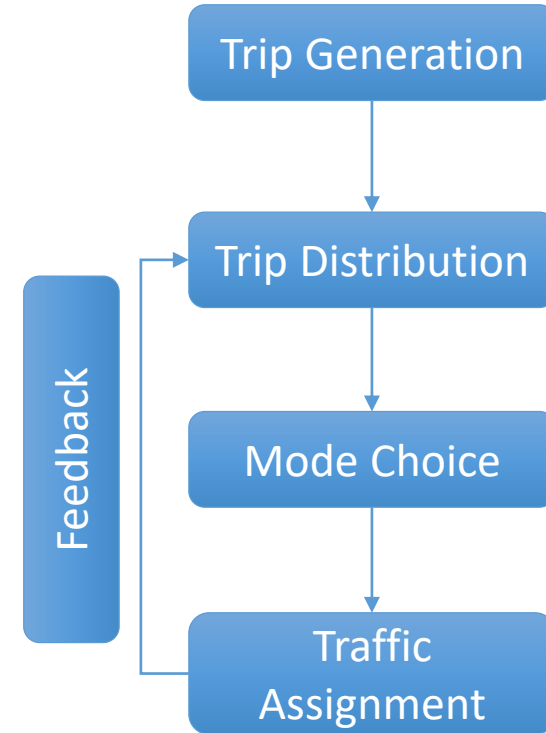 Trip Generation
Trip Distribution
Feedback
Mode Choice
Traffic
Assignment